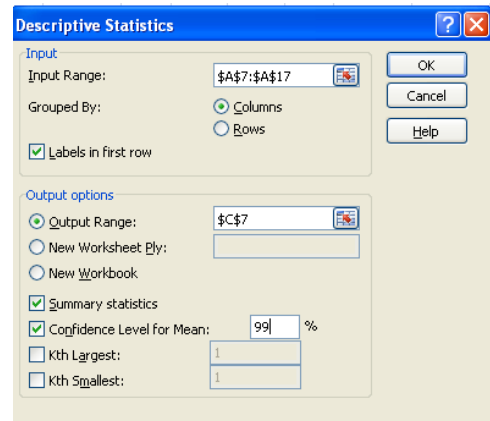 Descriptive Statistics
Input
Input Range: $A$7:$A$17
Grouped By: Columns
Rows
Labels in first row
OK
Cancel
Help
Output options
Output Range: $C$7
New Worksheet Ply:
New Workbook
Summary statistics
Confidence Level for Mean: 99 %
Kth Largest: 1
Kth Smallest: 1